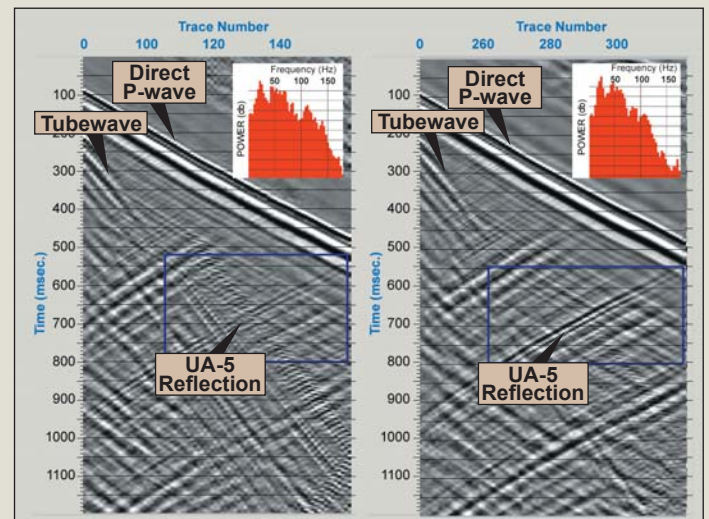 Trace Number
0 100 120 140
Frequency (Hz)
50 100 150
POWER (db)
Direct
P-wave
Tubewave
UA-5
Reflection
Time (msec.)
100
200
300
400
500
600
700
800
900
1000
1100
Trace Number
0 260 280 300
Frequency (Hz)
50 100 150
POWER (db)
Direct
P-wave
Tubewave
UA-5
Reflection
Time (msec.)
100
200
300
400
500
600
700
800
900
1000
1100